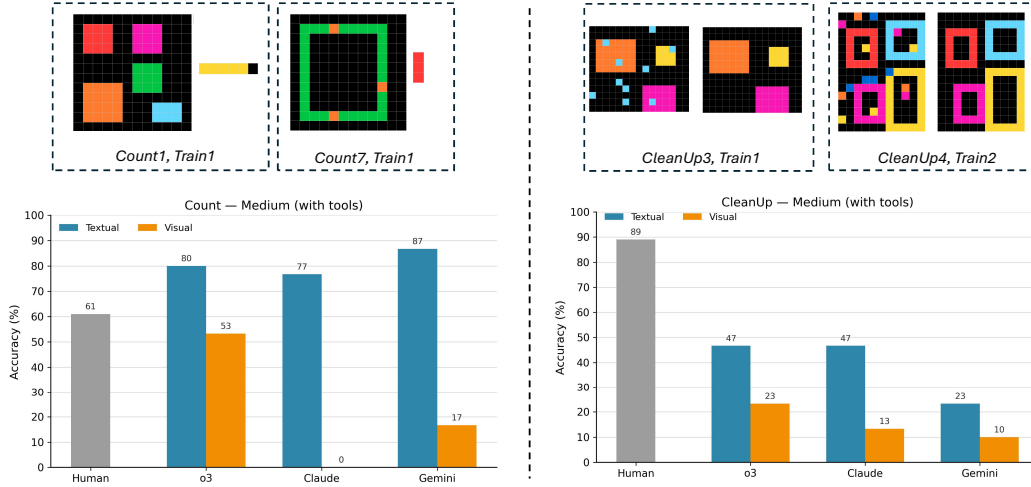 Count1, Train1
Count7, Train1
Count — Medium (with tools)
Textual
Visual
Accuracy (%)
100
90
80
70
60
50
40
30
20
10
0
61
80
53
77
0
87
17
Human
o3
Claude
Gemini
CleanUp3, Train1
CleanUp4, Train2
CleanUp — Medium (with tools)
Textual
Visual
Accuracy (%)
100
90
80
70
60
50
40
30
20
10
0
89
47
23
47
13
23
10
Human
o3
Claude
Gemini